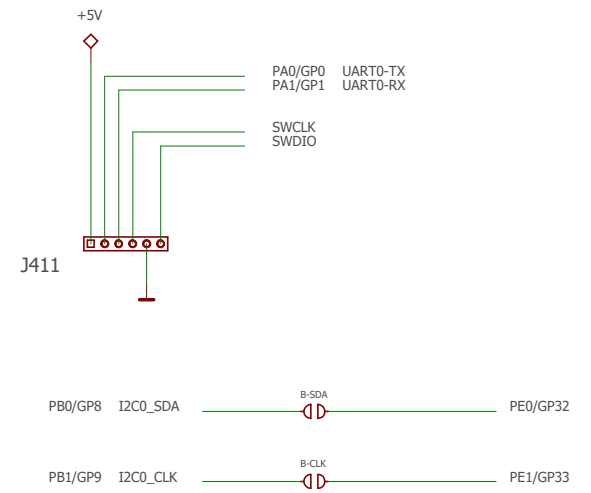 +5V
PA0/GP0 UART0-TX
PA1/GP1 UART0-RX
SWCLK
SWDIO
J411
B-SDA
PB0/GP8 I2C0_SDA PE0/GP32
B-CLK
PB1/GP9 I2C0_CLK PE1/GP33